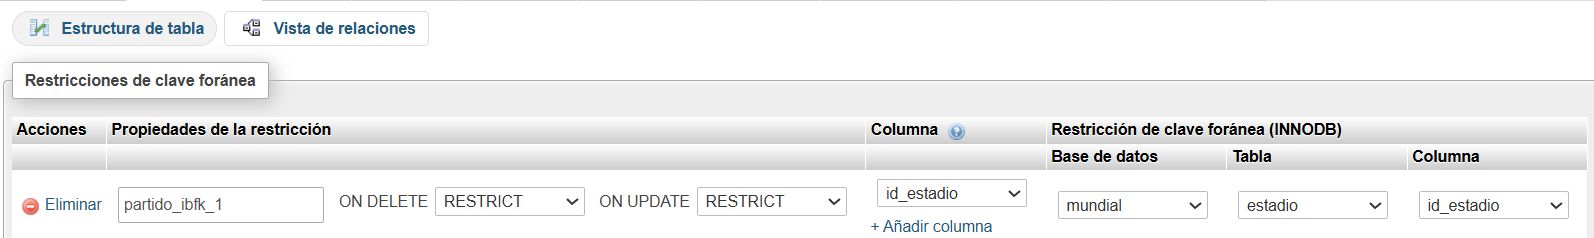 Estructura de tabla Vista de relaciones
Restricciones de clave foránea
Acciones Propiedades de la restricción Columna Restricción de clave foránea (INNODB)
Base de datos Tabla Columna
Eliminar partido_ibfk_1 ON DELETE RESTRICT ON UPDATE RESTRICT id_estadio mundial estadio id_estadio
+ Añadir columna